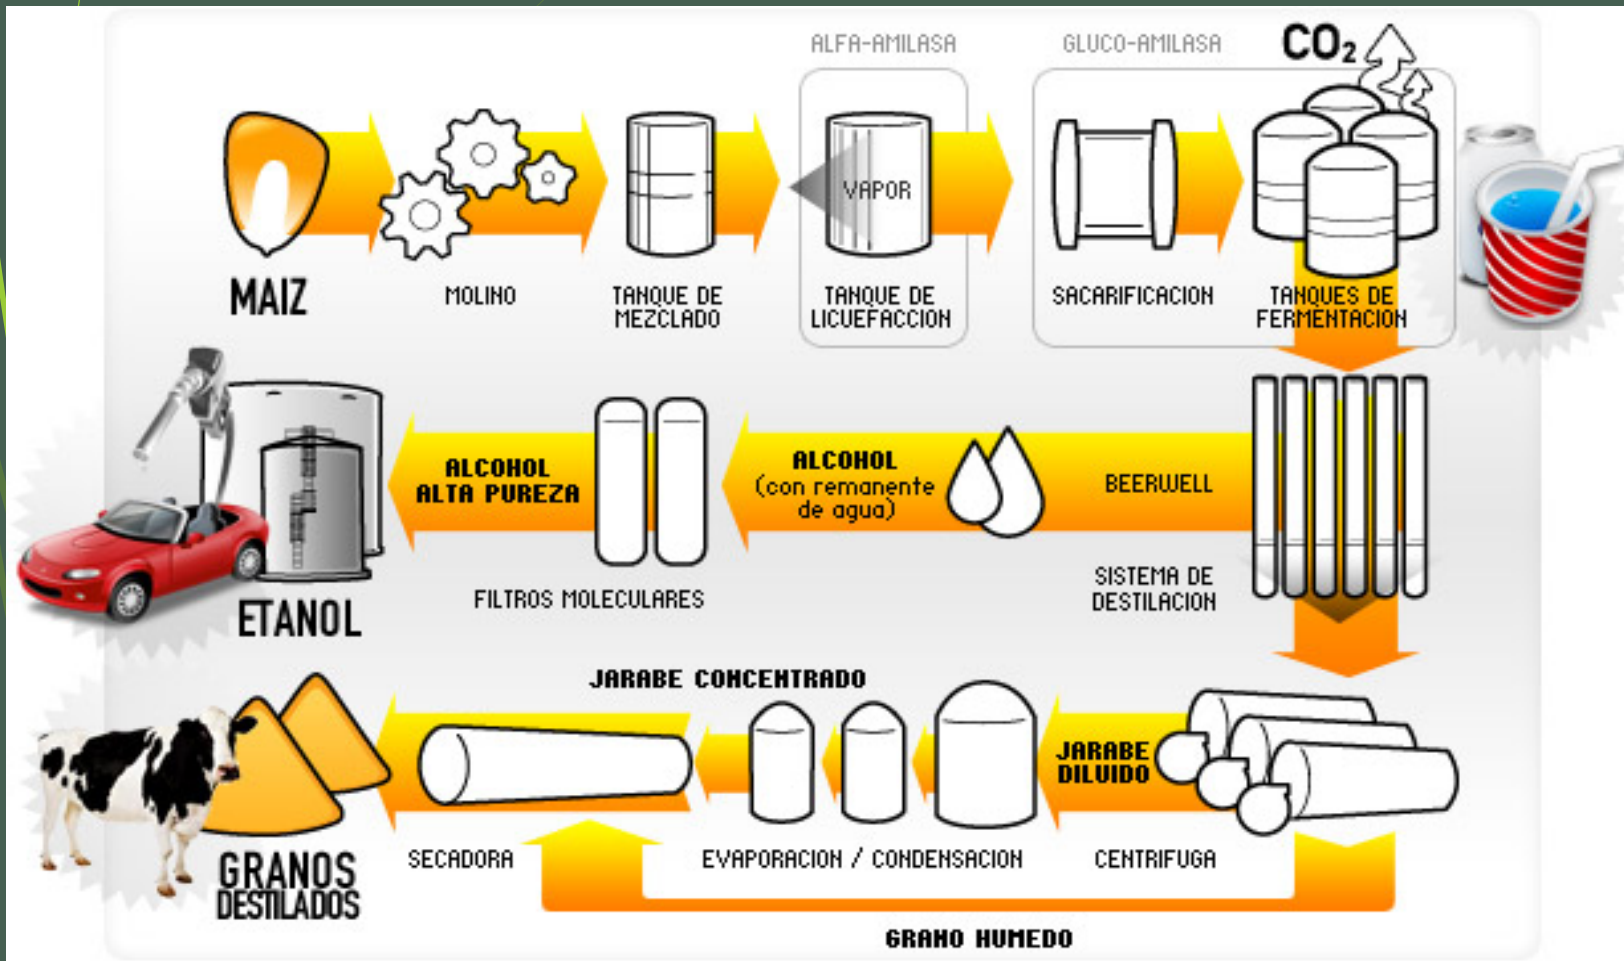 ALFA-AMILASA
GLUCO-AMILASA
CO2
VAPOR
MAIZ
MOLINO
TANQUE DE
MEZCLADO
TANQUE DE
LICUEFACCION
SACARIFICACION
TANQUES DE
FERMENTACION
ALCOHOL
ALTA PUREZA
ALCOHOL
(con remanente
de agua)
BEERWELL
ETANOL
FILTROS MOLECULARES
SISTEMA DE
DESTILACION
JARABE CONCENTRADO
JARABE
DILUIDO
GRANOS
DESTILADOS
SECADORA
EVAPORACION / CONDENSACION
CENTRIFUGA
GRANO HUMEDO